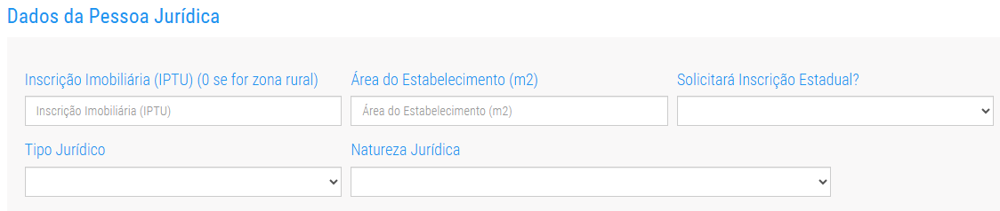 Dados da Pessoa Jurídica
Inscrição Imobiliária (IPTU) (0 se for zona rural)
Área do Estabelecimento (m2)
Solicitará Inscrição Estadual?
Inscrição Imobiliária (IPTU)
Área do Estabelecimento (m2)
Tipo Jurídico
Natureza Jurídica